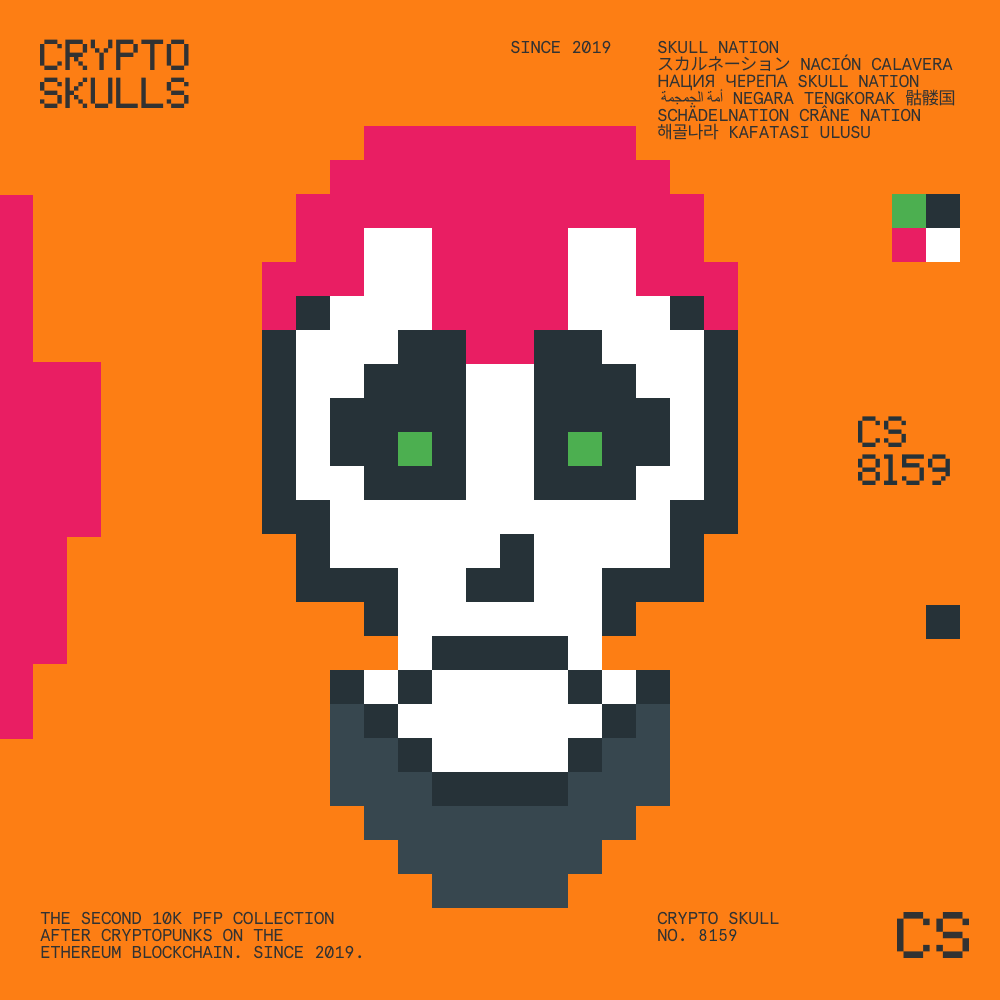 CRYPTO
SKULLS
SINCE 2019
SKULL NATION
スカルネーション NACIÓN CALAVERA
НАЦИЯ ЧЕРЕПА SKULL NATION
أمة الجمجمة NEGARA TENGKORAK 骷髅国
SCHÄDELNATION CRÂNE NATION
해골나라 KAFATASI ULUSU
CS
8159
THE SECOND 10K PFP COLLECTION
AFTER CRYPTOPUNKS ON THE
ETHEREUM BLOCKCHAIN. SINCE 2019.
CRYPTO SKULL
NO. 8159
CS